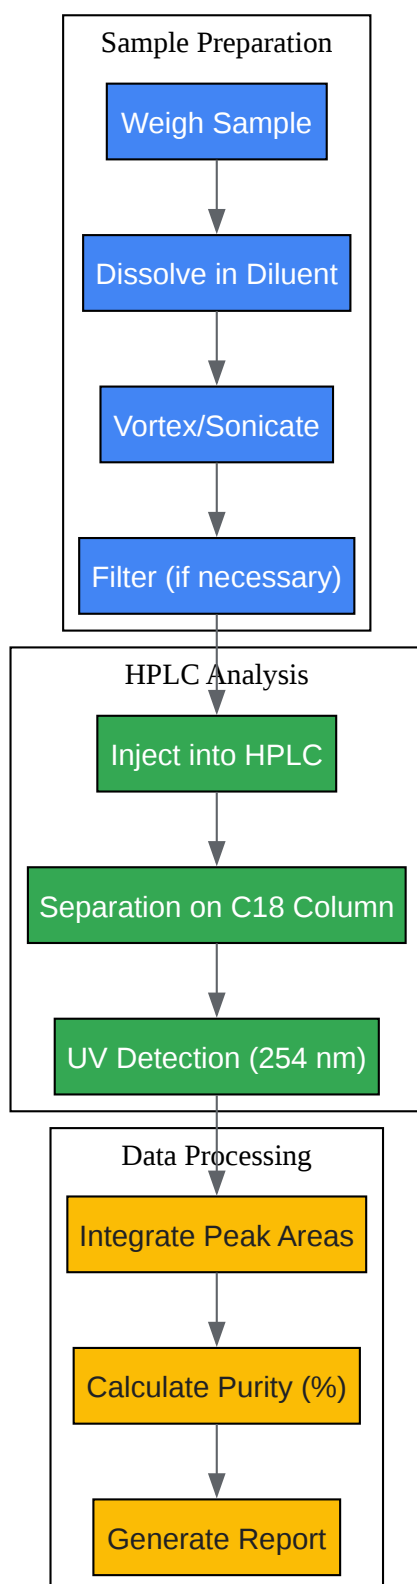 Sample Preparation
Weigh Sample
Dissolve in Diluent
Vortex/Sonicate
Filter (if necessary)
HPLC Analysis
Inject into HPLC
Separation on C18 Column
UV Detection (254 nm)
Data Processing
Integrate Peak Areas
Calculate Purity (%)
Generate Report